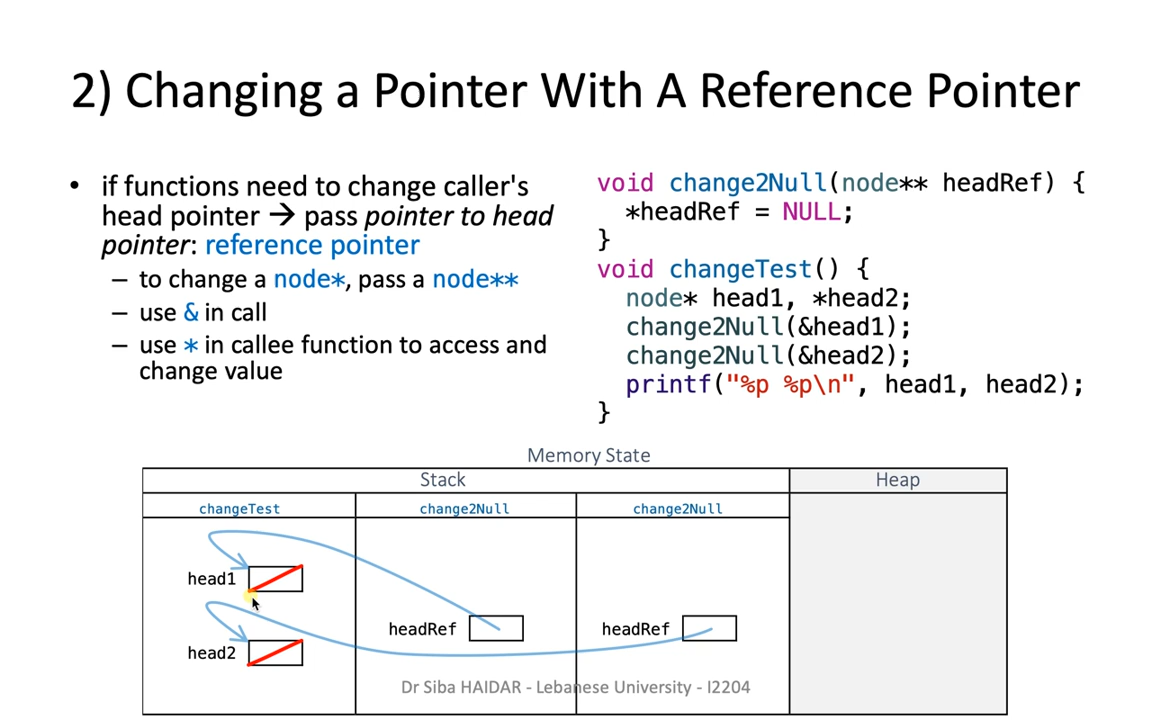 2) Changing a Pointer With A Reference Pointer
• if functions need to change caller's
head pointer → pass pointer to head
pointer: reference pointer
– to change a node*, pass a node**
– use & in call
– use * in callee function to access and
change value
void change2Null(node** headRef) {
*headRef = NULL;
}
void changeTest() {
node* head1, *head2;
change2Null(&head1);
change2Null(&head2);
printf("%p %p\n", head1, head2);
}
Memory State
Stack
Heap
changeTest
change2Null
change2Null
head1
headRef
headRef
head2
Dr Siba HAIDAR - Lebanese University - I2204